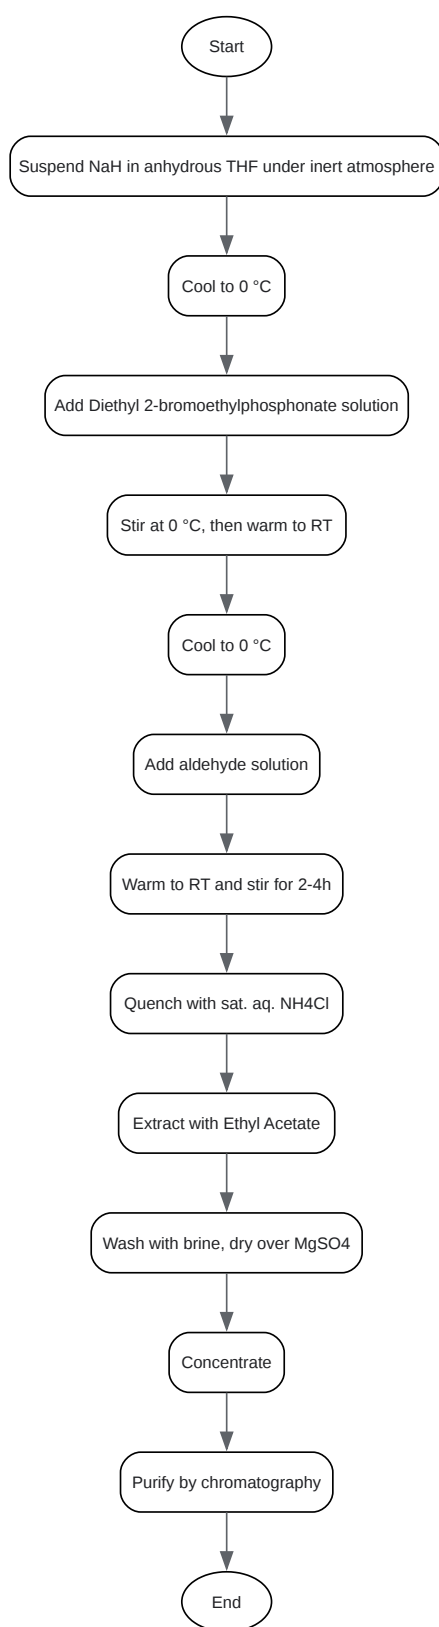 Start
Suspend NaH in anhydrous THF under inert atmosphere
Cool to 0 °C
Add Diethyl 2-bromoethylphosphonate solution
Stir at 0 °C, then warm to RT
Cool to 0 °C
Add aldehyde solution
Warm to RT and stir for 2-4h
Quench with sat. aq. NH4Cl
Extract with Ethyl Acetate
Wash with brine, dry over MgSO4
Concentrate
Purify by chromatography
End